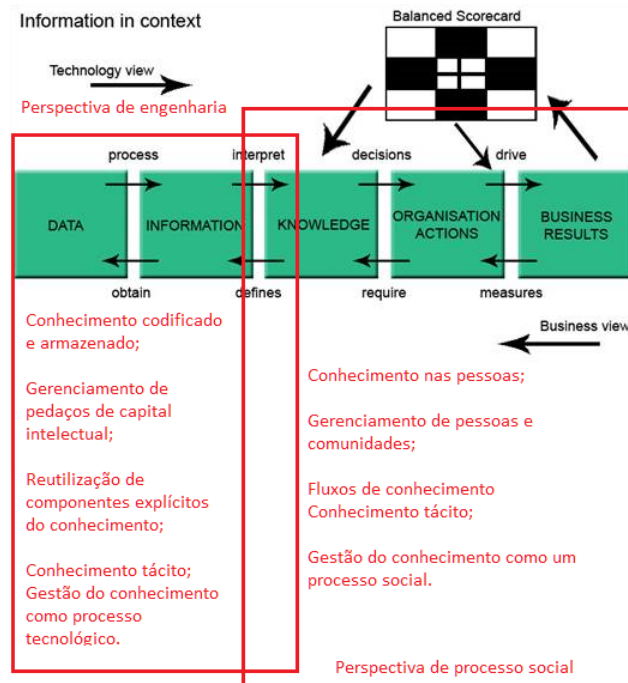 Information in context
Balanced Scorecard
Technology view
Perspectiva de engenharia
process
interpret
decisions
drive
DATA
INFORMATION
KNOWLEDGE
ORGANISATION
ACTIONS
BUSINESS
RESULTS
obtain
defines
require
measures
Business view
Conhecimento codificado
e armazenado;
Gerenciamento de
pedaços de capital
intelectual;
Reutilização de
componentes explícitos
do conhecimento;
Conhecimento tácito;
Gestão do conhecimento
como processo
tecnológico.
Conhecimento nas pessoas;
Gerenciamento de pessoas e
comunidades;
Fluxos de conhecimento
Conhecimento tácito;
Gestão do conhecimento como um
processo social.
Perspectiva de processo social